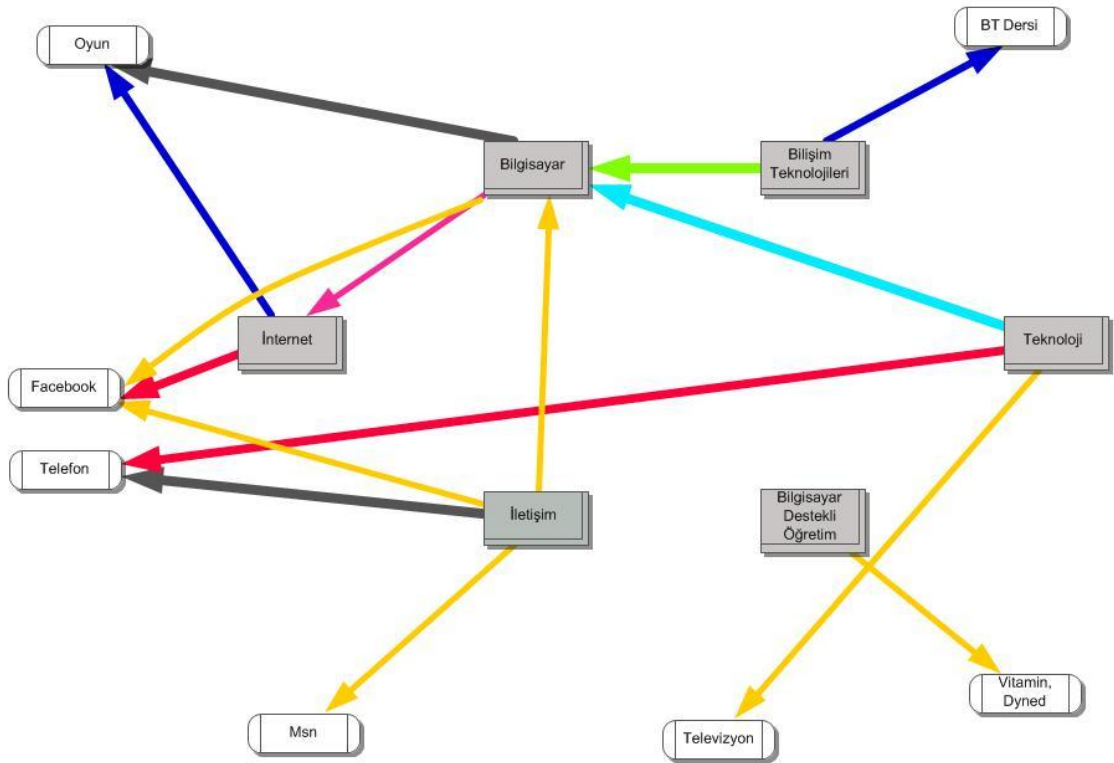 BT Dersi
Oyun
Bilgisayar
Bilişim
Teknolojileri
İnternet
Teknoloji
Facebook
Telefon
İletişim
Bilgisayar
Destekli
Öğretim
Vitamin,
Dyned
Msn
Televizyon